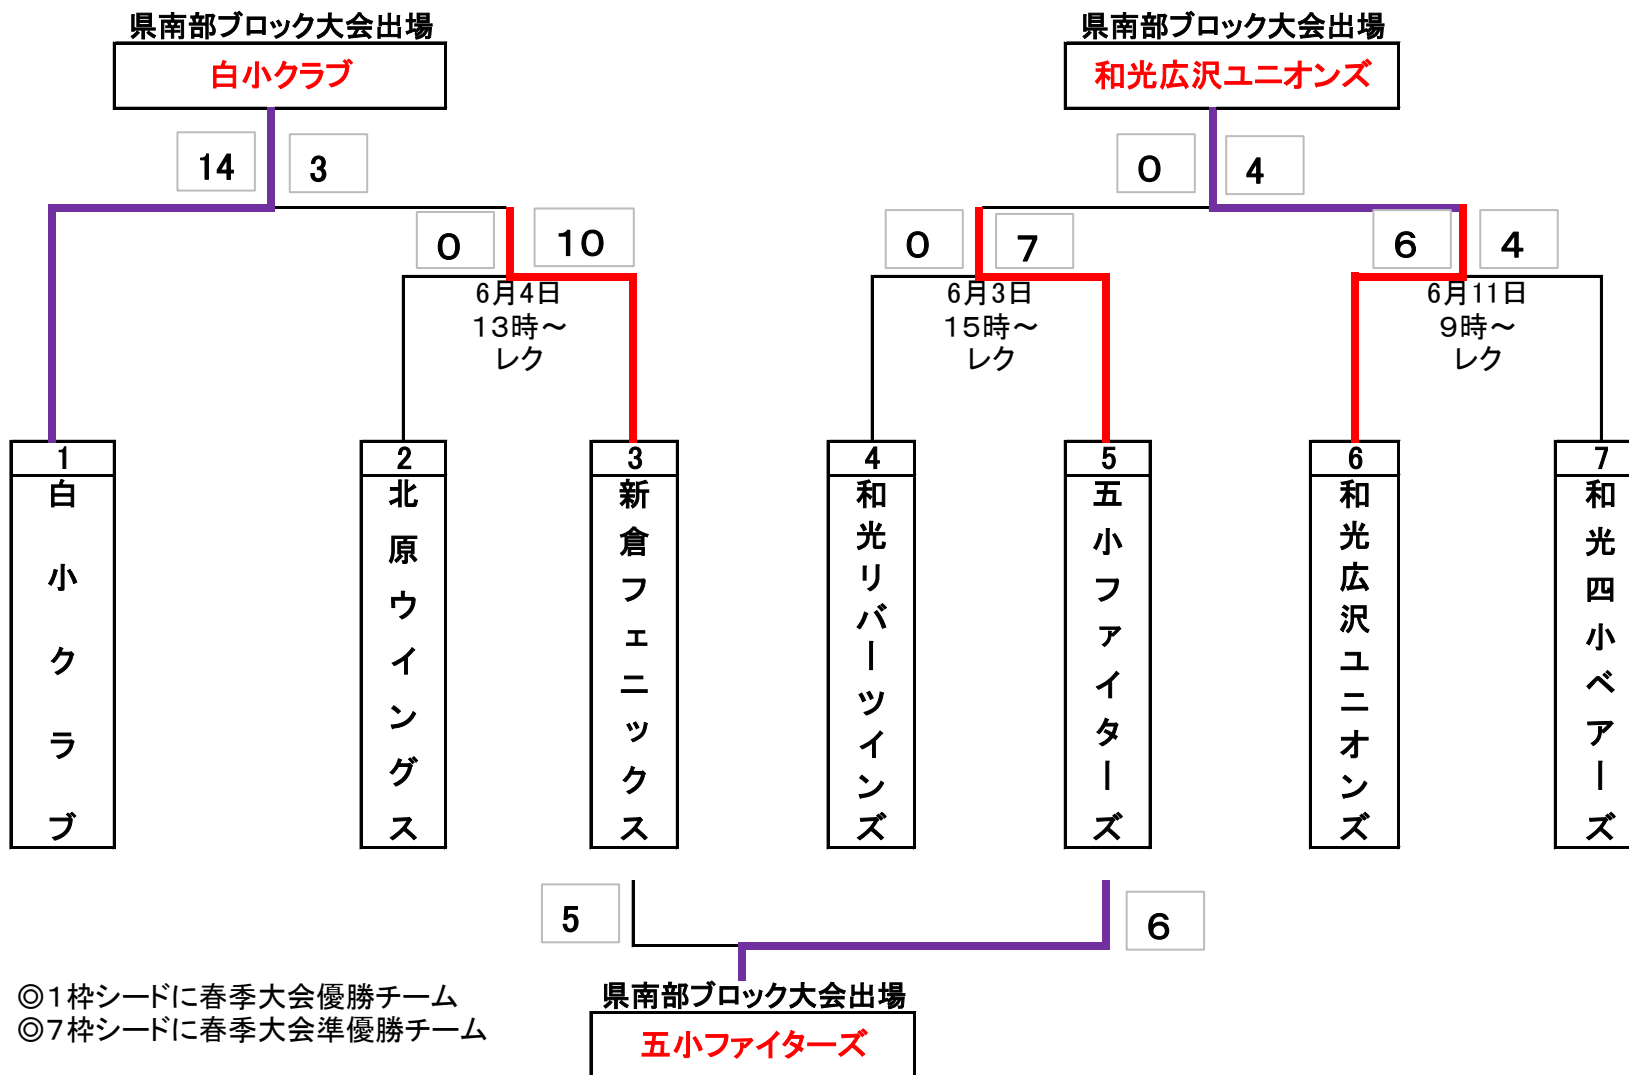 県南部ブロック大会出場
白小クラブ
県南部ブロック大会出場
和光広沢ユニオンズ
14
3
0
4
0
10
0
7
6
4
6月4日
13時～
レク
6月3日
15時～
レク
6月11日
9時～
レク
1
白小クラブ
2
北原ウイングス
3
新倉フェニックス
4
和光リバーツインズ
5
五小ファイターズ
6
和光広沢ユニオンズ
7
和光四小ベアーズ
5
6
◎1枠シードに春季大会優勝チーム
◎7枠シードに春季大会準優勝チーム
県南部ブロック大会出場
五小ファイターズ